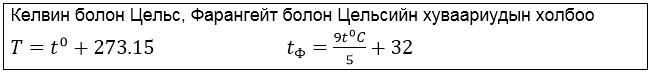 Келвин болон Цельс, Фарангейт болон Цельсийн хуваариудын холбоо
T = t⁰ + 273.15 t_Ф = 9t⁰C/5 + 32